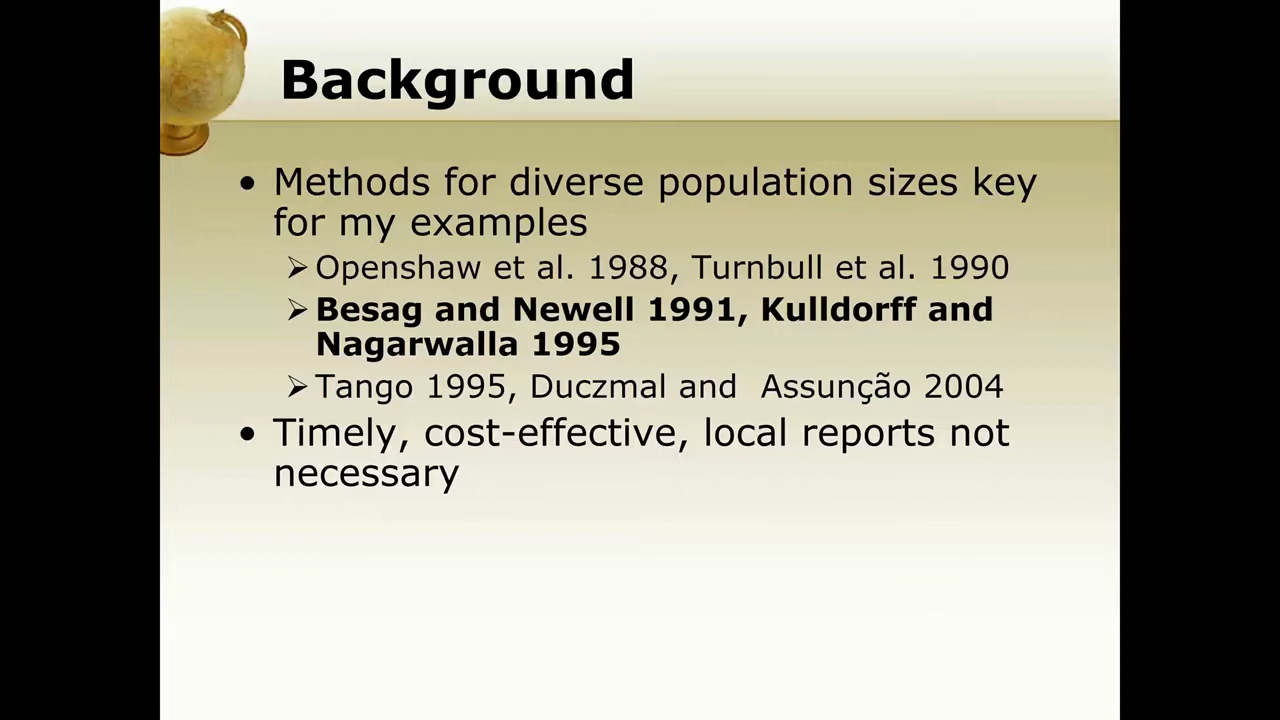 Background
• Methods for diverse population sizes key
for my examples
➢ Openshaw et al. 1988, Turnbull et al. 1990
➢ Besag and Newell 1991, Kulldorff and
Nagarwalla 1995
➢ Tango 1995, Duczmal and  Assunção 2004
• Timely, cost-effective, local reports not
necessary